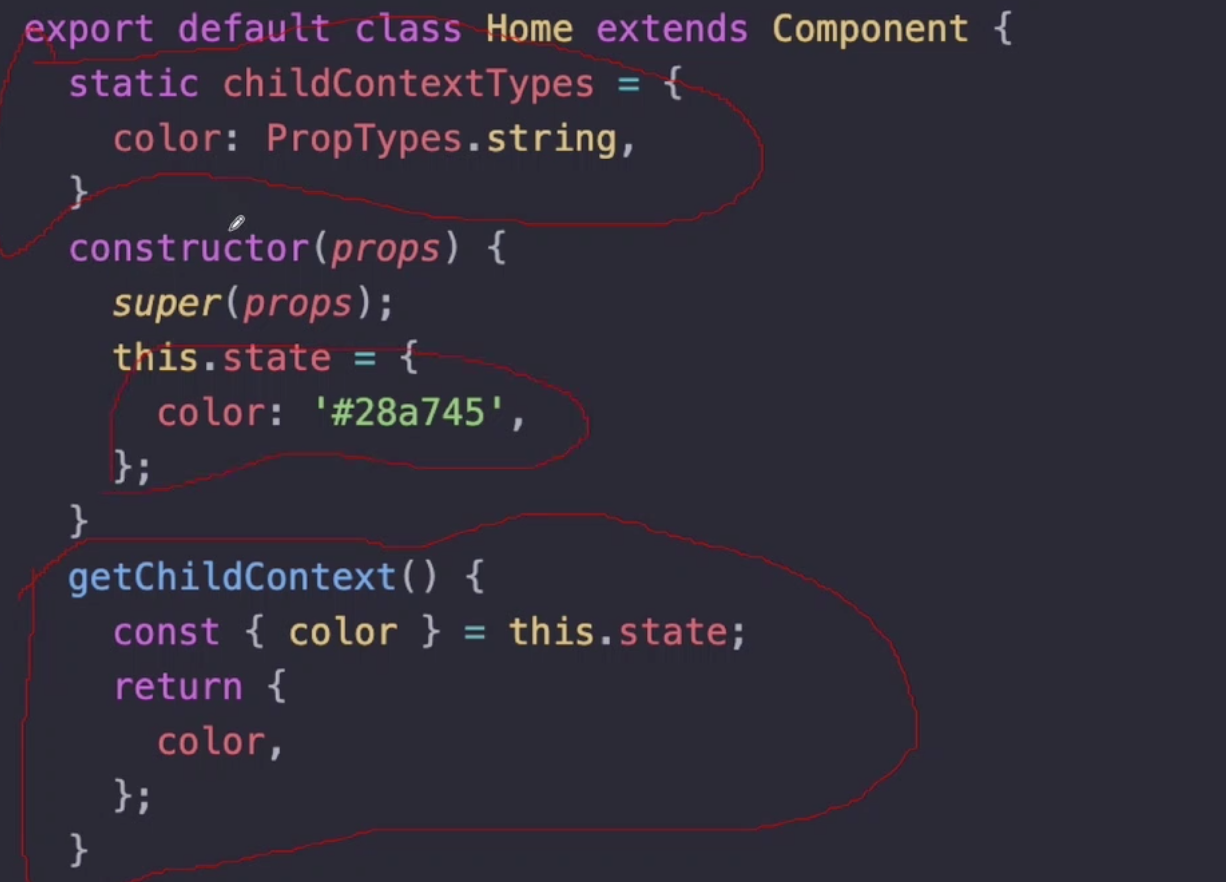 export default class Home extends Component {
  static childContextTypes = {
    color: PropTypes.string,
  }
  constructor(props) {
    super(props);
    this.state = {
      color: '#28a745',
    };
  }
  getChildContext() {
    const { color } = this.state;
    return {
      color,
    };
  }